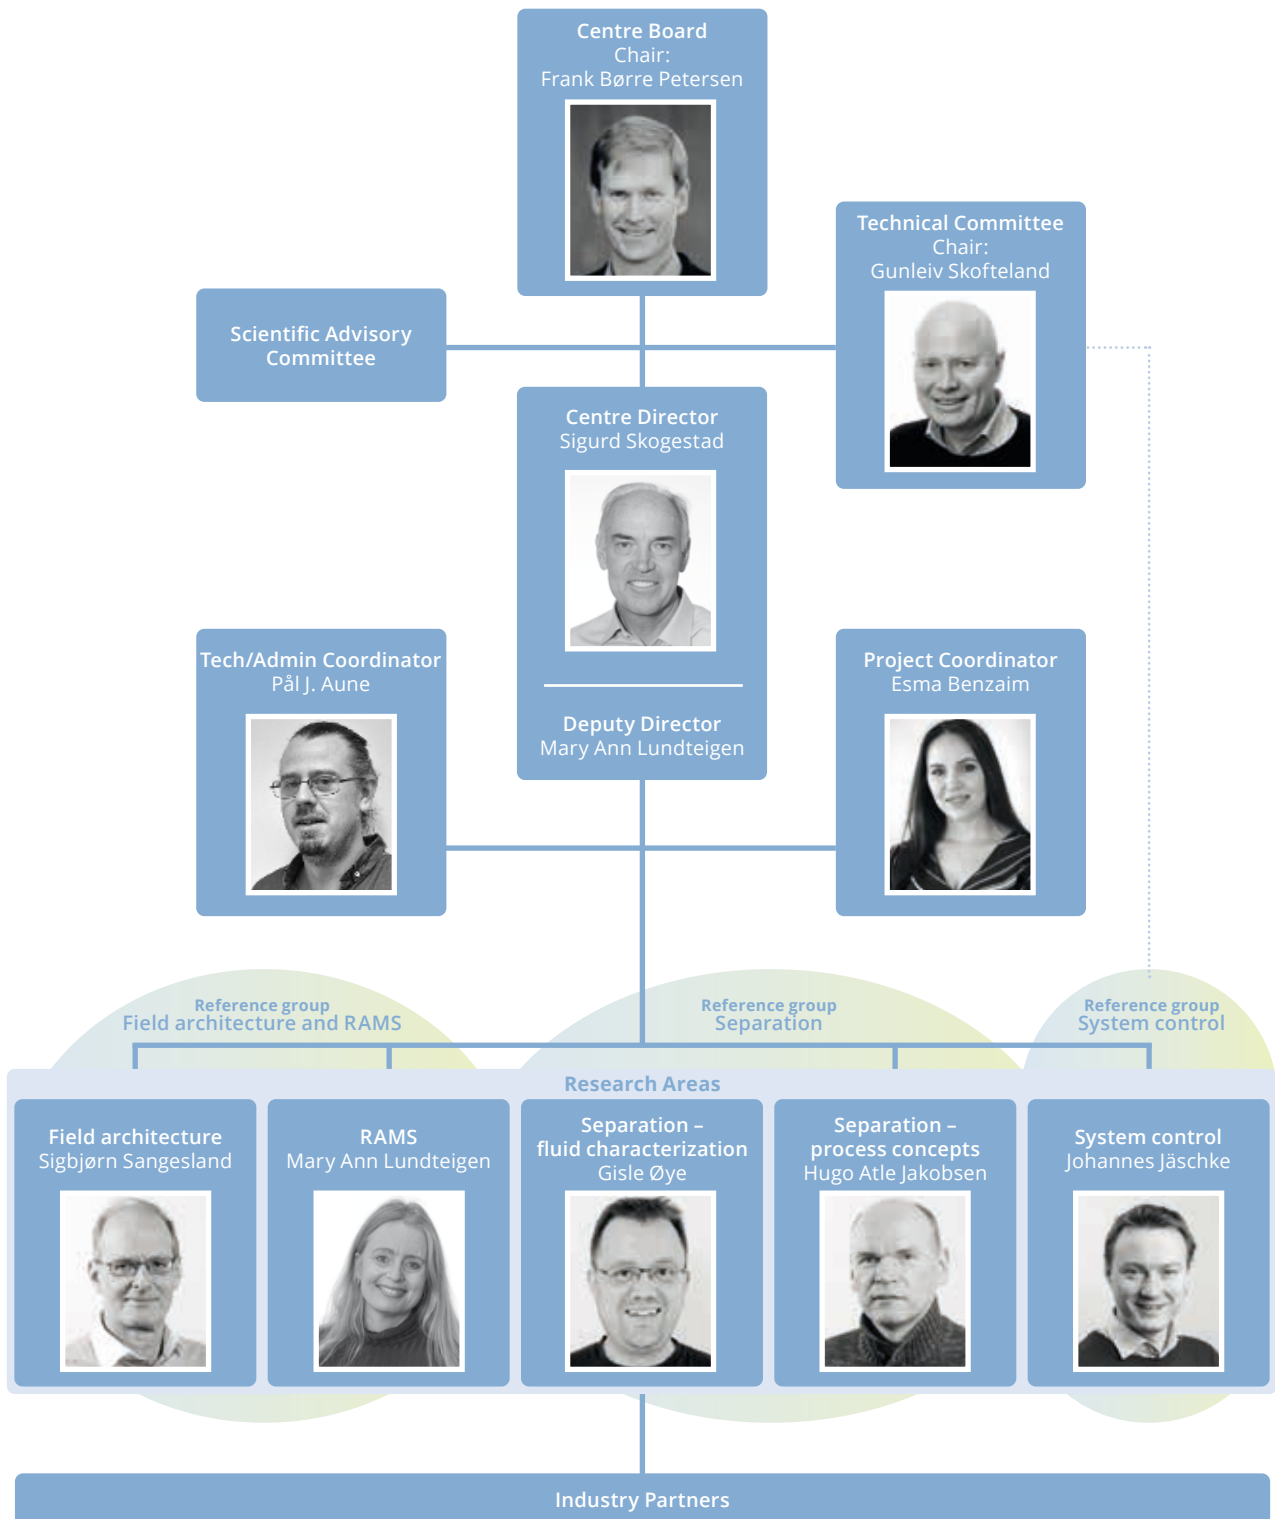 Centre Board
Chair:
Frank Børre Petersen
Technical Committee
Chair:
Gunleiv Skofteland
Scientific Advisory
Committee
Centre Director
Sigurd Skogestad
Deputy Director
Mary Ann Lundteigen
Tech/Admin Coordinator
Pål J. Aune
Project Coordinator
Esma Benzaim
Reference group
Field architecture and RAMS
Reference group
Separation
Reference group
System control
Research Areas
Field architecture
Sigbjørn Sangesland
RAMS
Mary Ann Lundteigen
Separation –
fluid characterization
Gisle Øye
Separation –
process concepts
Hugo Atle Jakobsen
System control
Johannes Jäschke
Industry Partners